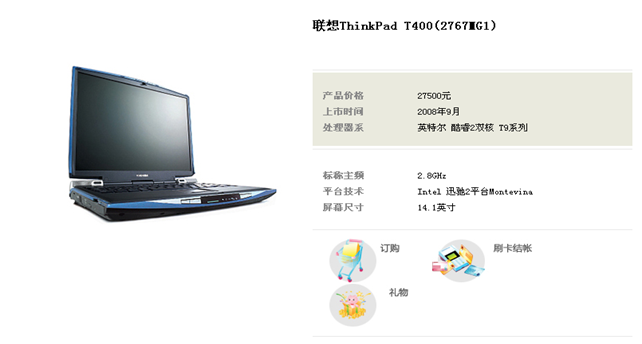 联想ThinkPad T400(2767MG1)
产品价格 27500元
上市时间 2008年9月
处理器系 英特尔 酷睿2双核 T9系列
标称主频 2.8GHz
平台技术 Intel 迅驰2平台Montevina
屏幕尺寸 14.1英寸
订购 刷卡结帐
礼物